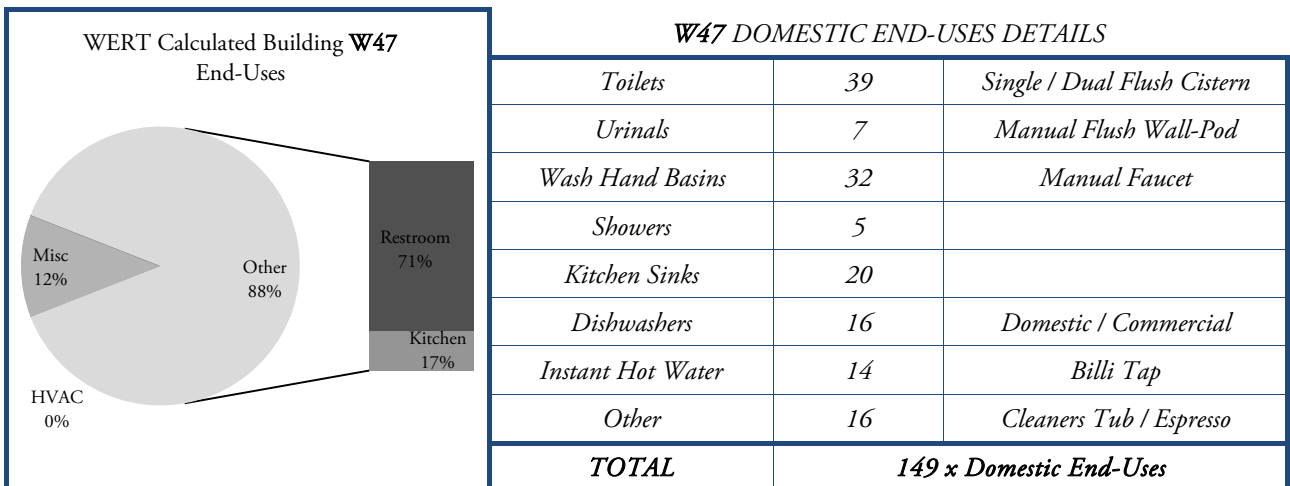 WERT Calculated Building W47
End-Uses
Misc
12%
Other
88%
HVAC
0%
Restroom
71%
Kitchen
17%
W47 DOMESTIC END-USES DETAILS
Toilets 39 Single / Dual Flush Cistern
Urinals 7 Manual Flush Wall-Pod
Wash Hand Basins 32 Manual Faucet
Showers 5
Kitchen Sinks 20
Dishwashers 16 Domestic / Commercial
Instant Hot Water 14 Billi Tap
Other 16 Cleaners Tub / Espresso
TOTAL 149 x Domestic End-Uses